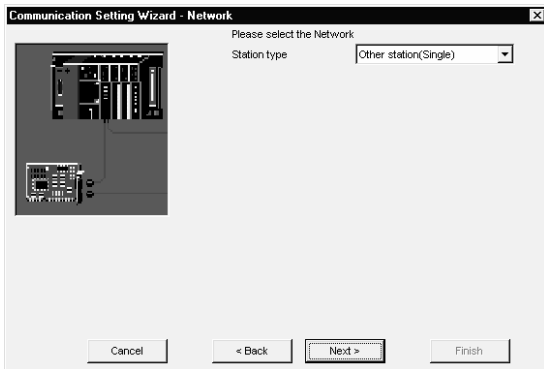 Communication Setting Wizard - Network
Please select the Network
Station type
Other station(Single)
Cancel
< Back
Next >
Finish